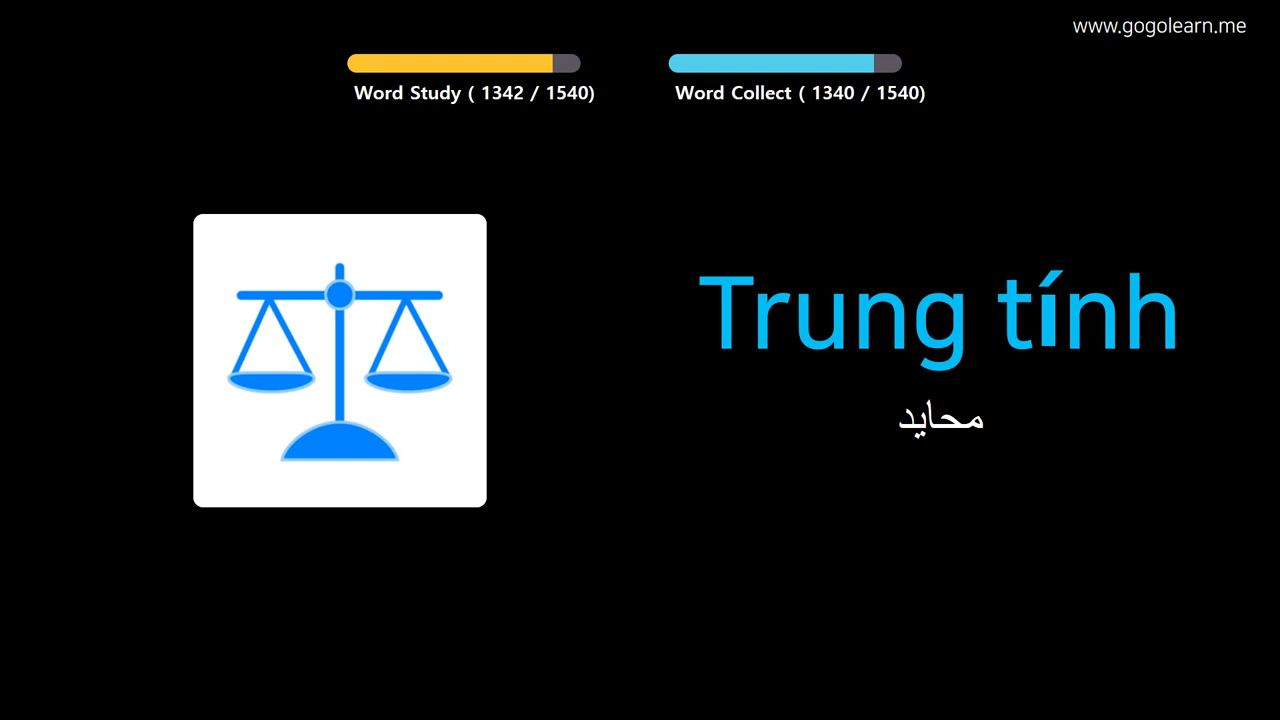 www.gogolearn.me
Word Study ( 1342 / 1540)
Word Collect ( 1340 / 1540)
Trung tính
محايد